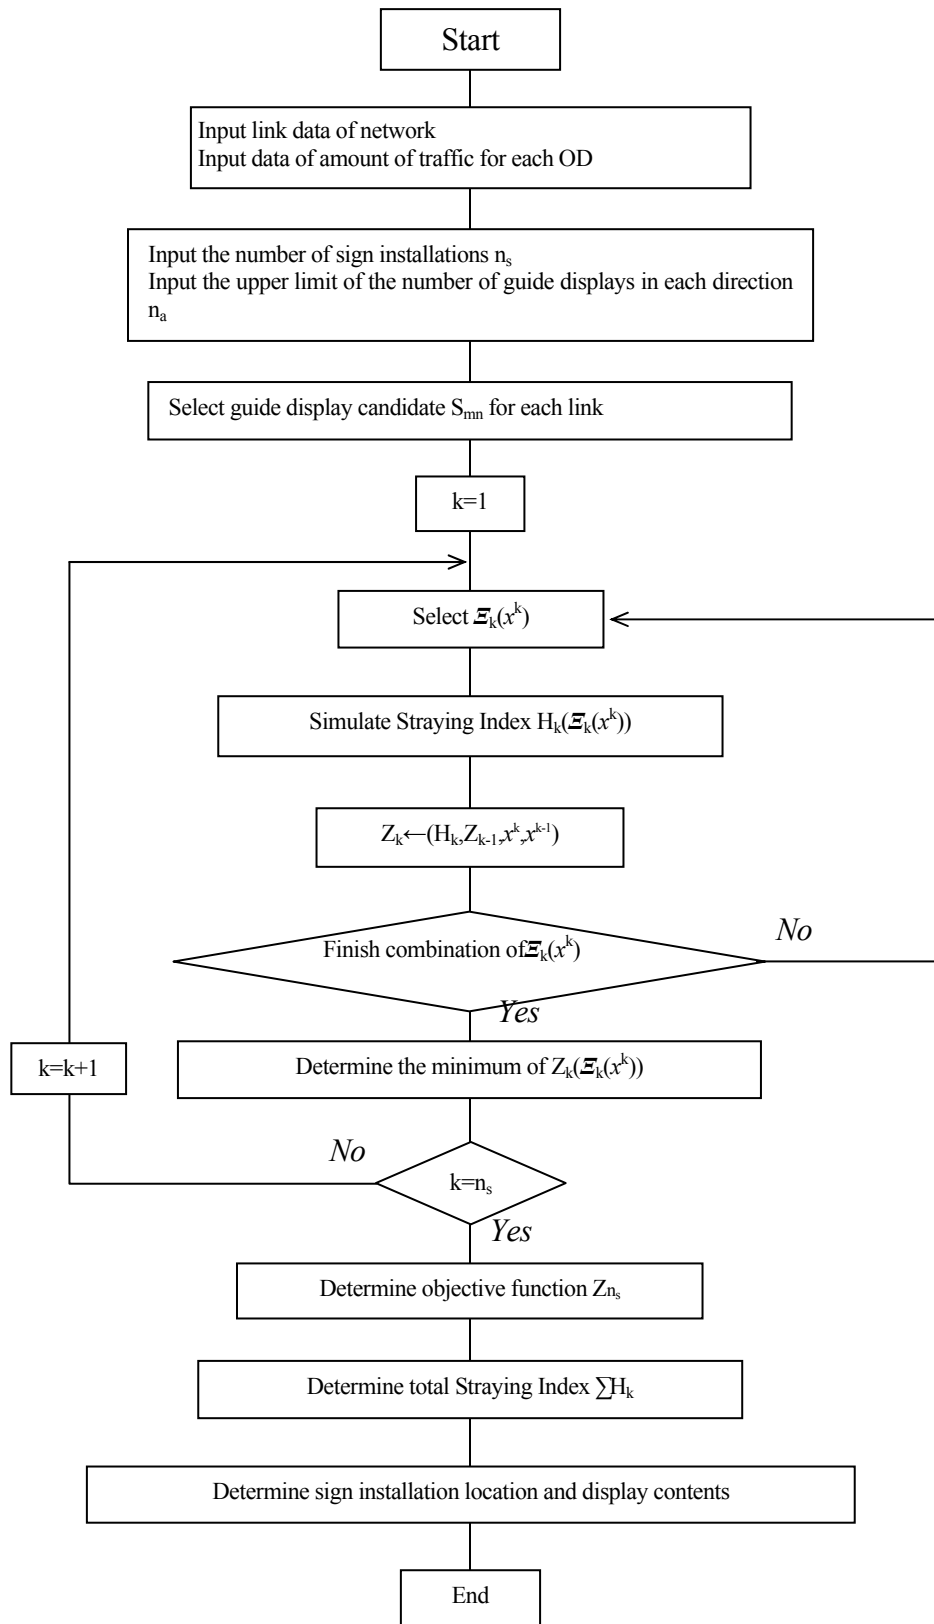 Start
Input link data of network
Input data of amount of traffic for each OD
Input the number of sign installations nₛ
Input the upper limit of the number of guide displays in each direction
nₐ
Select guide display candidate Sₘₙ for each link
k=1
Select Ξₖ(xᵏ)
Simulate Straying Index Hₖ(Ξₖ(xᵏ))
Zₖ←(Hₖ,Zₖ₋₁,xᵏ,xᵏ⁻¹)
Finish combination ofΞₖ(xᵏ)
No
Yes
k=k+1
Determine the minimum of Zₖ(Ξₖ(xᵏ))
No
k=nₛ
Yes
Determine objective function Zₙₛ
Determine total Straying Index ∑Hₖ
Determine sign installation location and display contents
End